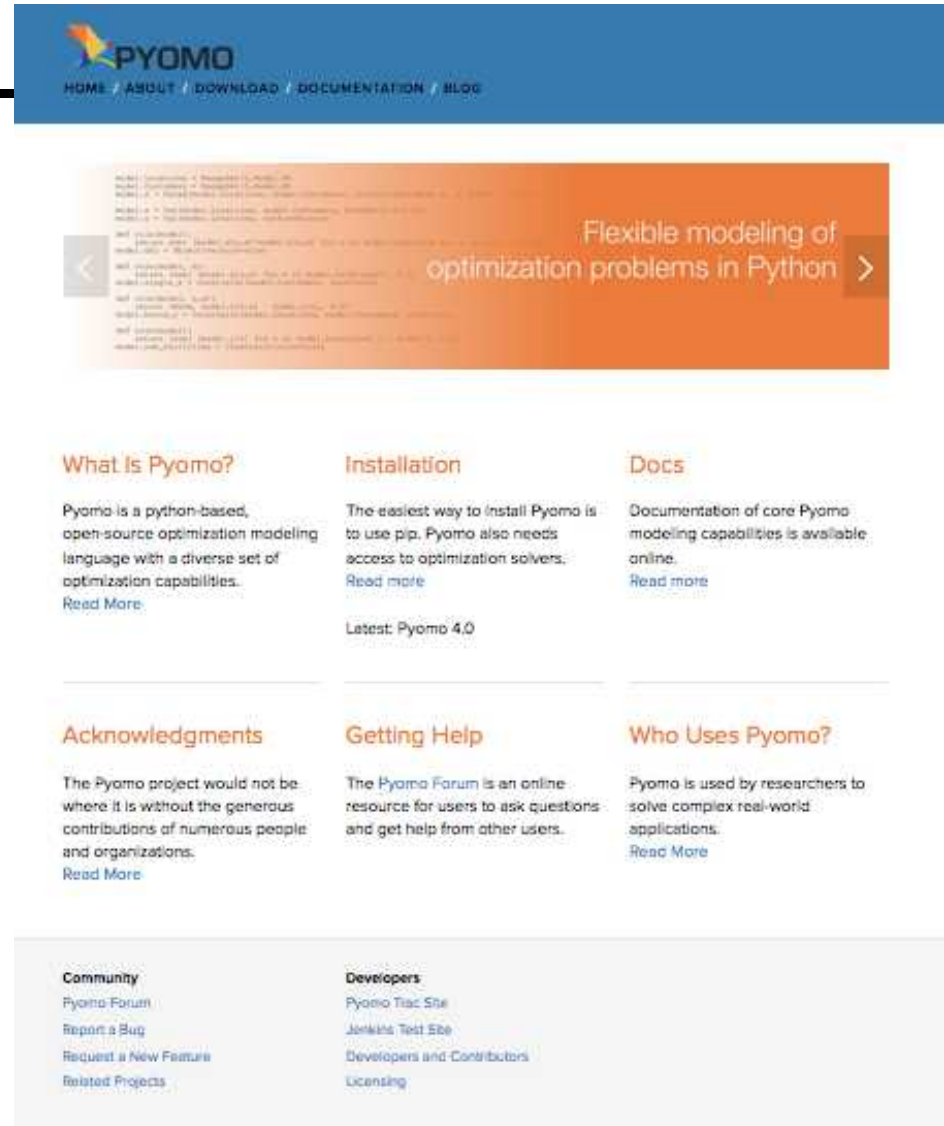 PYOMO
HOME / ABOUT / DOWNLOAD / DOCUMENTATION / BLOG
Flexible modeling of
optimization problems in Python
What Is Pyomo?
Pyomo is a python-based,
open-source optimization modeling
language with a diverse set of
optimization capabilities.
Read More
Installation
The easiest way to install Pyomo is
to use pip. Pyomo also needs
access to optimization solvers.
Read more
Latest: Pyomo 4.0
Docs
Documentation of core Pyomo
modeling capabilities is available
online.
Read more
Acknowledgments
The Pyomo project would not be
where it is without the generous
contributions of numerous people
and organizations.
Read More
Getting Help
The Pyomo Forum is an online
resource for users to ask questions
and get help from other users.
Who Uses Pyomo?
Pyomo is used by researchers to
solve complex real-world
applications.
Read More
Community
Pyomo Forum
Report a Bug
Request a New Feature
Related Projects
Developers
Pyomo Trac Site
Jenkins Test Site
Developers and Contributors
Licensing